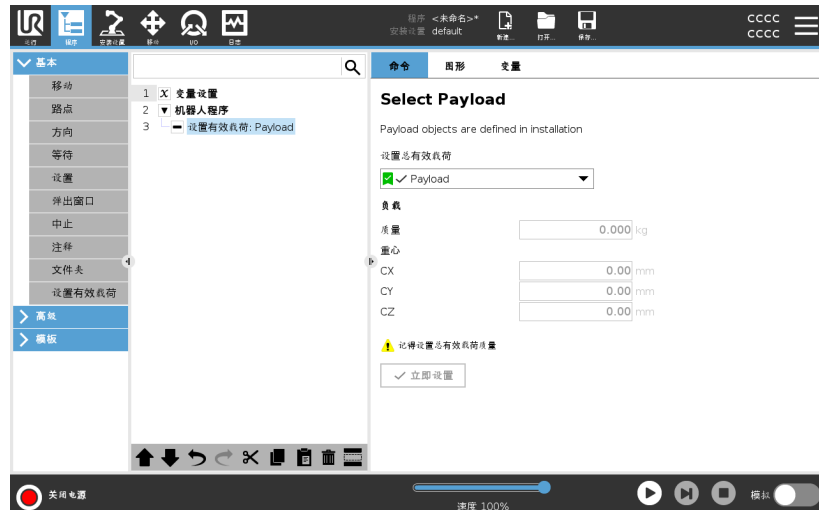 运行
程序
安装设置
移动
I/O
日志
程序 <未命名>*
安装设置 default
新建...
打开...
保存...
cccc
cccc
基本
移动
路点
方向
等待
设置
弹出窗口
中止
注释
文件夹
设置有效载荷
高级
模板
1 X 变量设置
2 机器人程序
3 设置有效载荷: Payload
命令 图形 变量
Select Payload
Payload objects are defined in installation
设置总有效载荷
Payload
负载
质量 0.000 kg
重心
CX 0.00 mm
CY 0.00 mm
CZ 0.00 mm
记得设置总有效载荷质量
立即设置
关闭电源
速度 100%
模拟